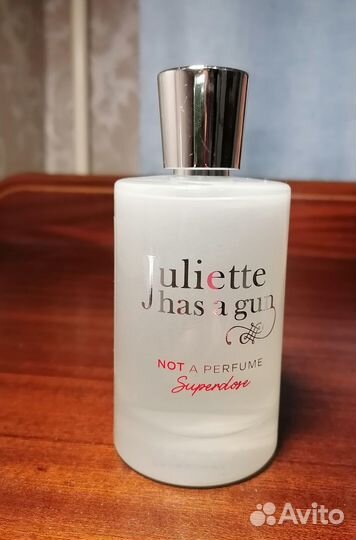 Juliette
has a gun
NOT A PERFUME
Superdose
Avito